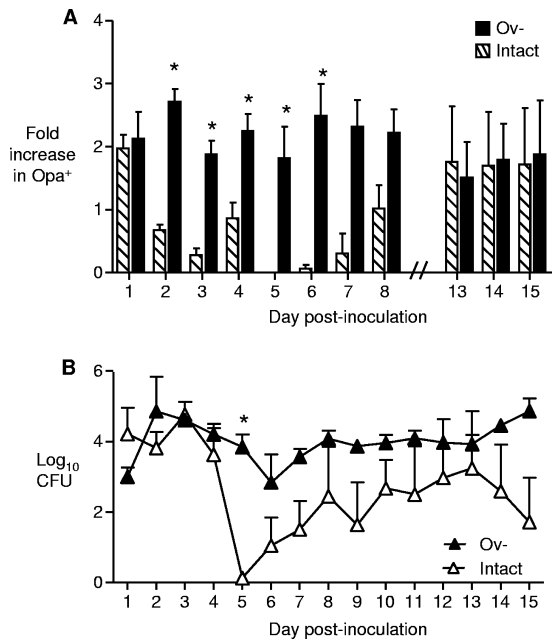 A
4
3
2
1
0
Fold
increase
in Opa⁺
Ov-
Intact
* * * * *
1 2 3 4 5 6 7 8 // 13 14 15
Day post-inoculation
B
6
4
2
0
Log₁₀
CFU
*
Ov-
Intact
1 2 3 4 5 6 7 8 9 10 11 12 13 14 15
Day post-inoculation